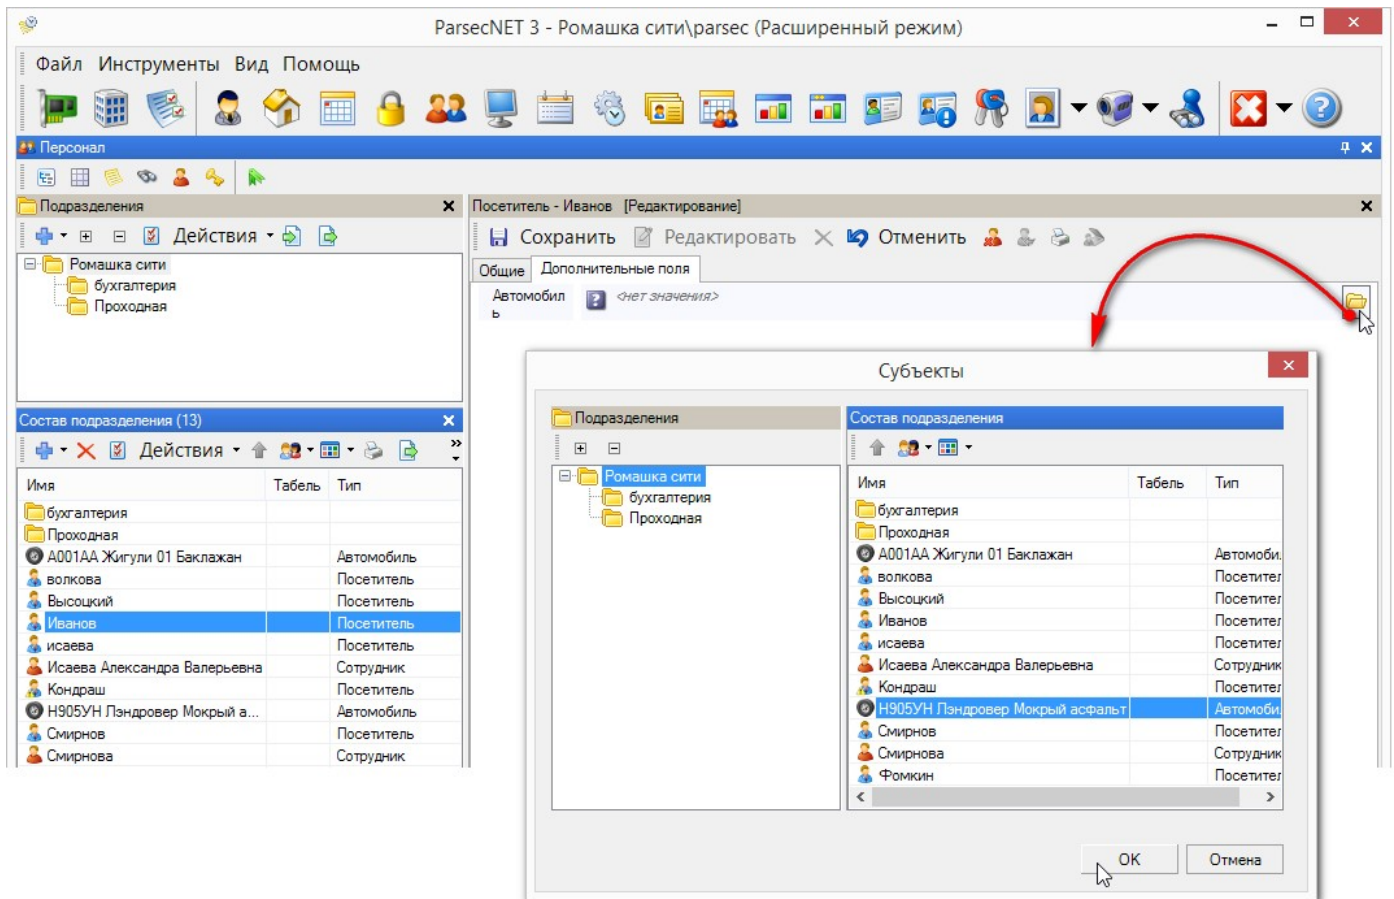 ParsecNET 3 - Ромашка сити\parsec (Расширенный режим)
Файл Инструменты Вид Помощь
Персонал
Подразделения
Действия
Ромашка сити
бухгалтерия
Проходная
Состав подразделения (13)
Действия
Имя Табель Тип
бухгалтерия
Проходная
А001АА Жигули 01 Баклажан Автомобиль
волкова Посетитель
Высоцкий Посетитель
Иванов Посетитель
исаева Посетитель
Исаева Александра Валерьевна Сотрудник
Кондраш Посетитель
Н905УН Лэндровер Мокрый а... Автомобиль
Смирнов Посетитель
Смирнова Сотрудник
Посетитель - Иванов [Редактирование]
Сохранить Редактировать Отменить
Общие Дополнительные поля
Автомобил <нет значения>
ь
Субъекты
Подразделения
Ромашка сити
бухгалтерия
Проходная
Состав подразделения
Имя Табель Тип
бухгалтерия
Проходная
А001АА Жигули 01 Баклажан Автомоби.
волкова Посетител
Высоцкий Посетител
Иванов Посетител
исаева Посетител
Исаева Александра Валерьевна Сотрудник
Кондраш Посетител
Н905УН Лэндровер Мокрый асфальт Автомоби.
Смирнов Посетител
Смирнова Сотрудник
Фомкин Посетител
OK Отмена